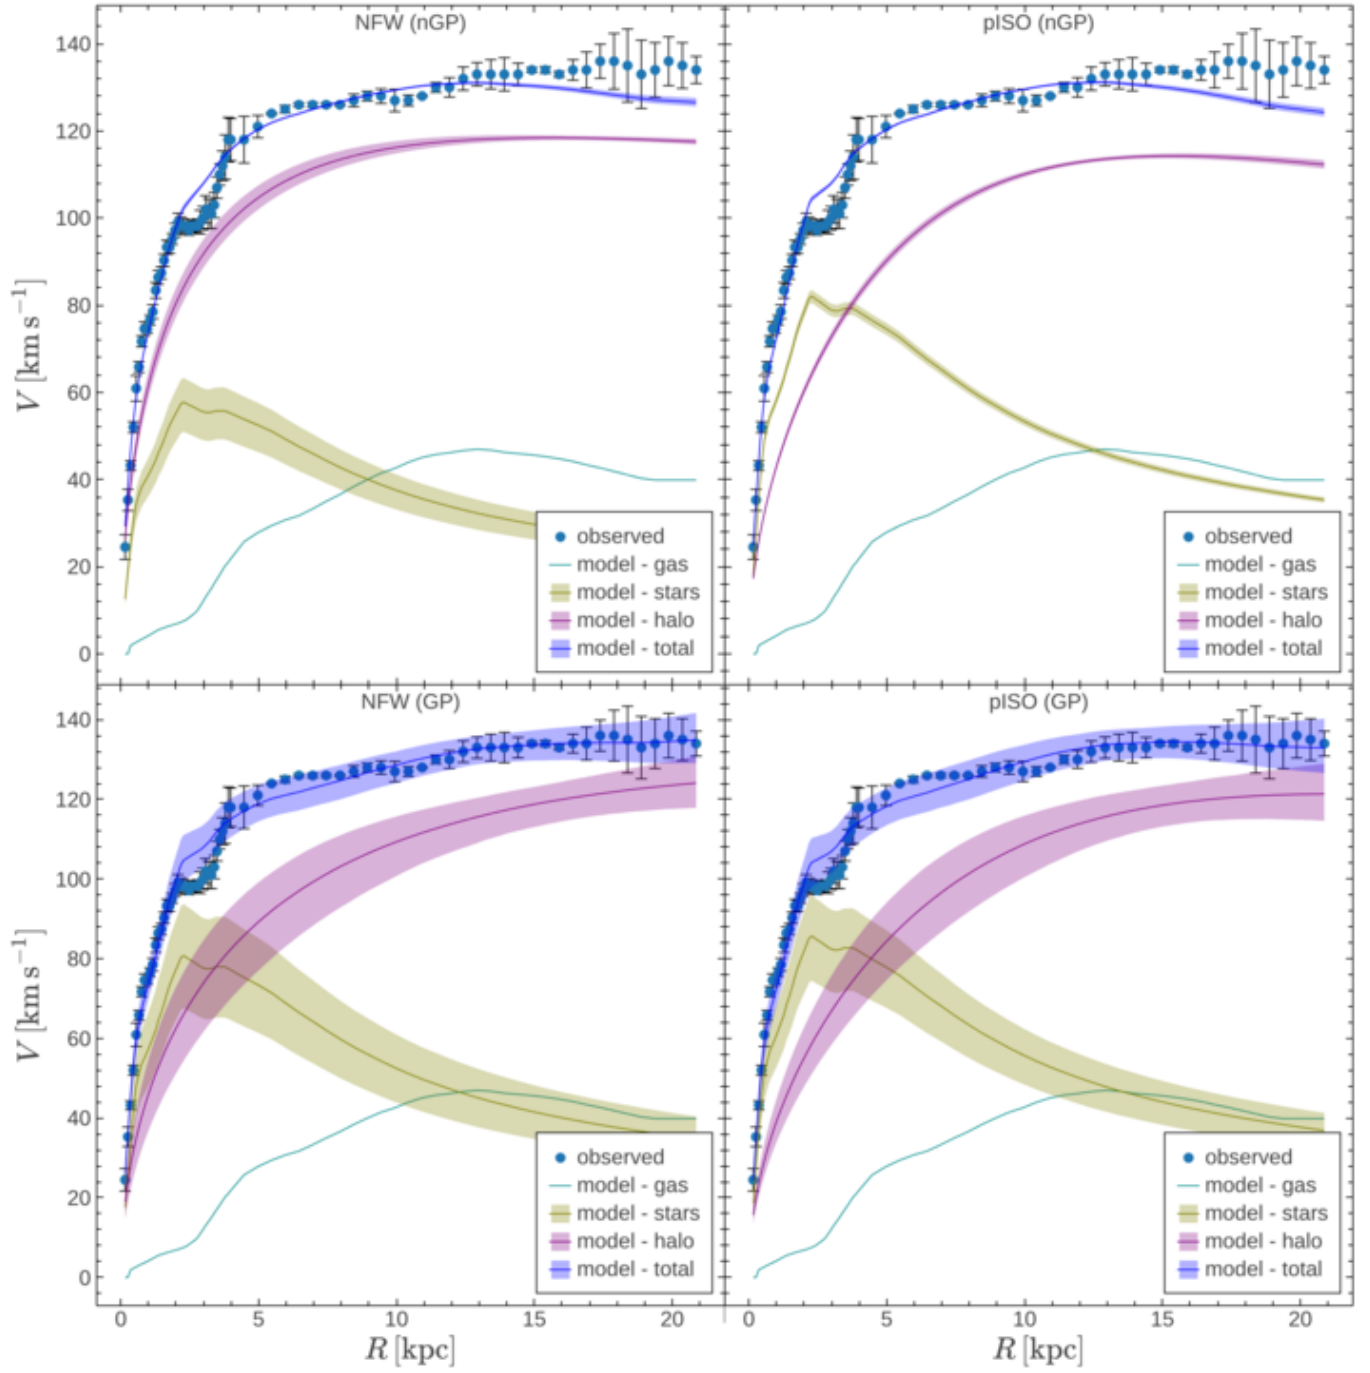 NFW (nGP)
pISO (nGP)
140
120
100
80
60
40
20
0
V [km s−1]
observed
model - gas
model - stars
model - halo
model - total
observed
model - gas
model - stars
model - halo
model - total
NFW (GP)
pISO (GP)
140
120
100
80
60
40
20
0
V [km s−1]
observed
model - gas
model - stars
model - halo
model - total
observed
model - gas
model - stars
model - halo
model - total
0 5 10 15 20
0 5 10 15 20
R [kpc]
R [kpc]